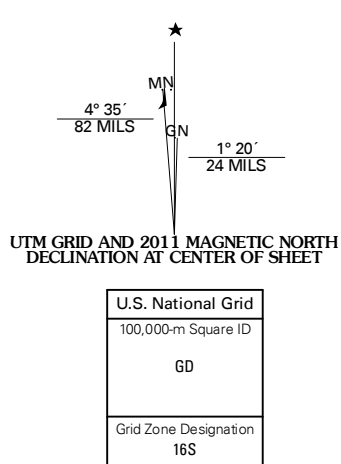 MN
4° 35´
82 MILS
GN
1° 20´
24 MILS
UTM GRID AND 2011 MAGNETIC NORTH
DECLINATION AT CENTER OF SHEET
U.S. National Grid
100,000-m Square ID
GD
Grid Zone Designation
16S